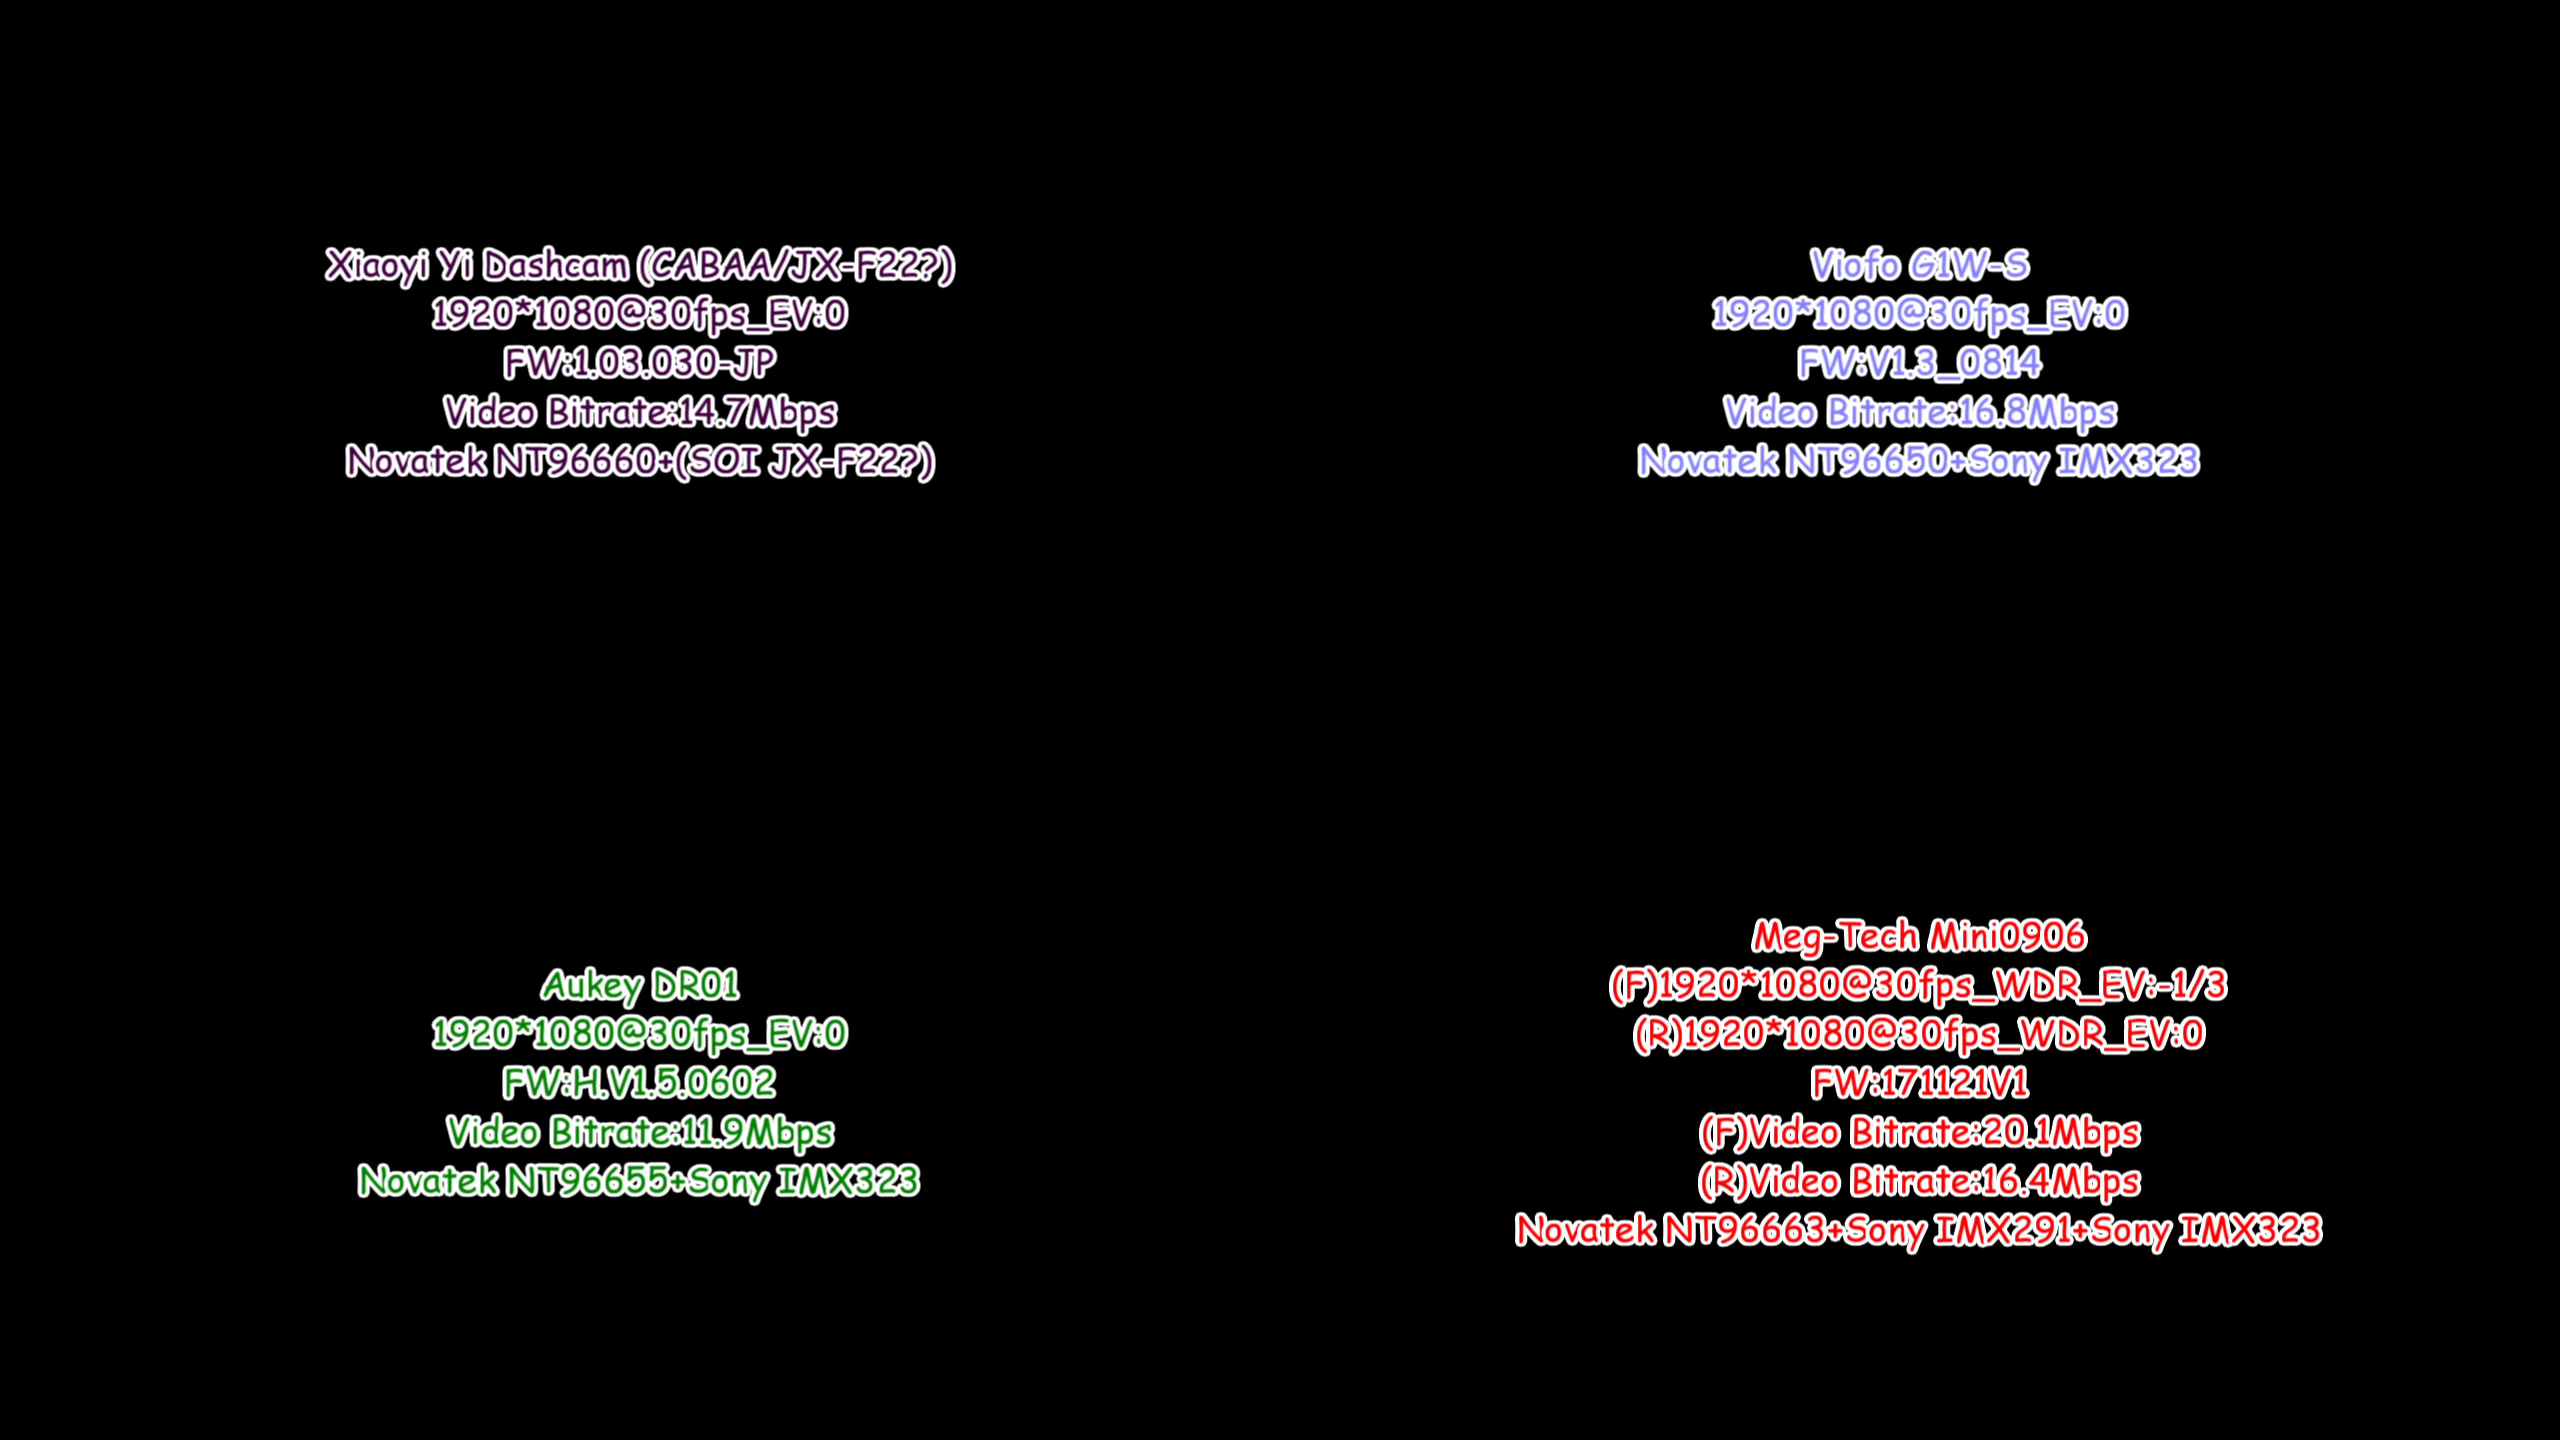 Xiaoyi Yi Dashcam (CABAA/JX-F22?)
1920*1080@30fps_EV:0
FW:1.03.030-JP
Video Bitrate:14.7Mbps
Novatek NT96660+(SOI JX-F22?)
Viofo G1W-S
1920*1080@30fps_EV:0
FW:V1.3_0814
Video Bitrate:16.8Mbps
Novatek NT96650+Sony IMX323
Aukey DR01
1920*1080@30fps_EV:0
FW:H.V1.5.0602
Video Bitrate:11.9Mbps
Novatek NT96655+Sony IMX323
Meg-Tech Mini0906
(F)1920*1080@30fps_WDR_EV:-1/3
(R)1920*1080@30fps_WDR_EV:0
FW:171121V1
(F)Video Bitrate:20.1Mbps
(R)Video Bitrate:16.4Mbps
Novatek NT96663+Sony IMX291+Sony IMX323